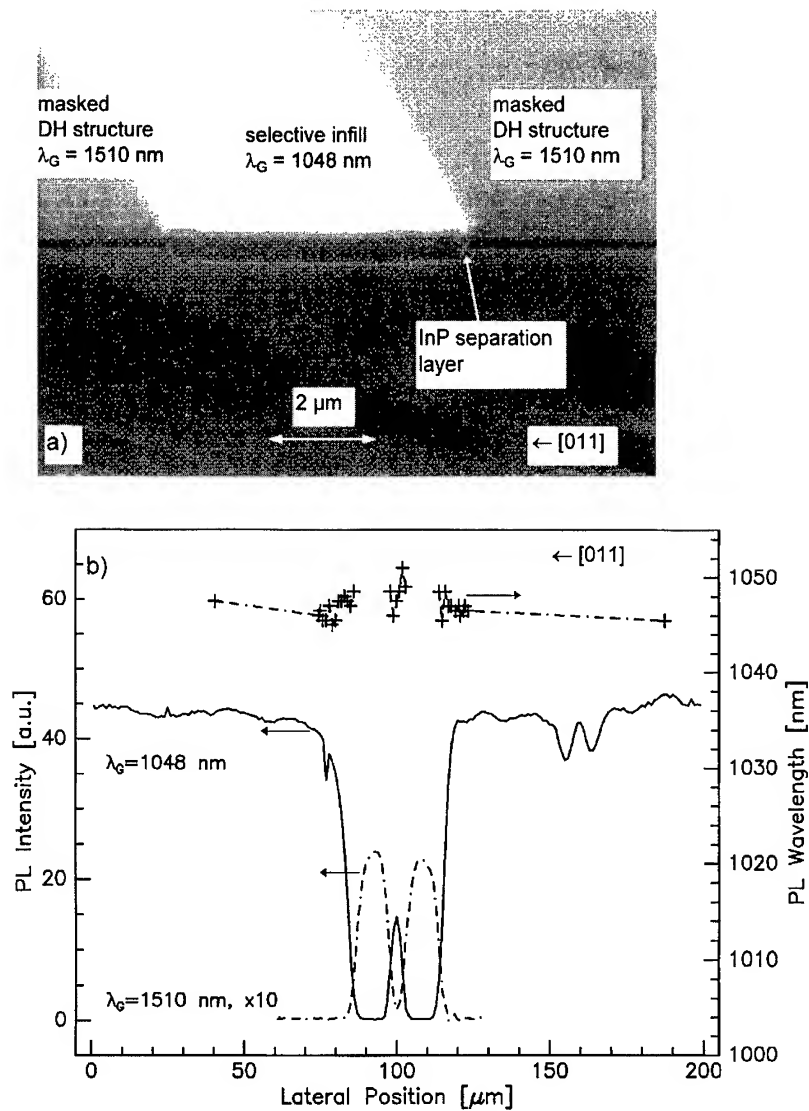 masked
DH structure
λG = 1510 nm
selective infill
λG = 1048 nm
masked
DH structure
λG = 1510 nm
InP separation
layer
2 µm
a)
← [011]
b)
← [011]
60
40
20
0
PL Intensity [a.u.]
λG=1048 nm
λG=1510 nm, x10
1050
1040
1030
1020
1010
1000
PL Wavelength [nm]
0
50
100
150
200
Lateral Position [µm]